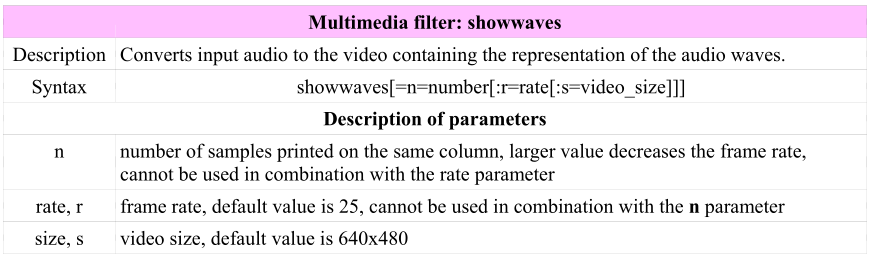 Multimedia filter: showwaves
Description Converts input audio to the video containing the representation of the audio waves.
Syntax showwaves[=n=number[:r=rate[:s=video_size]]]
Description of parameters
n number of samples printed on the same column, larger value decreases the frame rate,
cannot be used in combination with the rate parameter
rate, r frame rate, default value is 25, cannot be used in combination with the n parameter
size, s video size, default value is 640x480